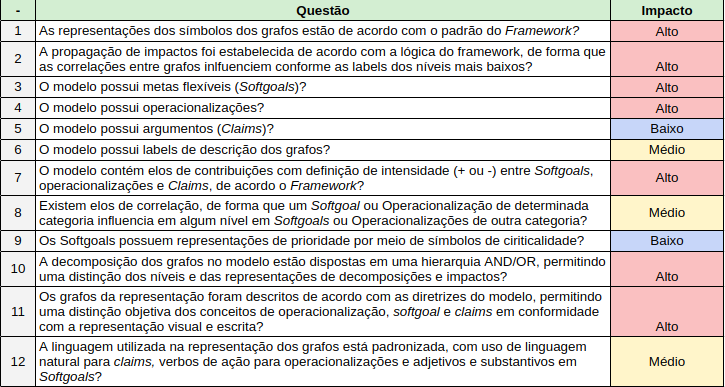 - Questão Impacto
1 As representações dos símbolos dos grafos estão de acordo com o padrão do Framework? Alto
2 A propagação de impactos foi estabelecida de acordo com a lógica do framework, de forma que
as correlações entre grafos inlfuenciem conforme as labels dos níveis mais baixos? Alto
3 O modelo possui metas flexíveis (Softgoals)? Alto
4 O modelo possui operacionalizações? Alto
5 O modelo possui argumentos (Claims)? Baixo
6 O modelo possui labels de descrição dos grafos? Médio
7 O modelo contém elos de contribuições com definição de intensidade (+ ou -) entre Softgoals,
operacionalizações e Claims, de acordo o Framework? Alto
8 Existem elos de correlação, de forma que um Softgoal ou Operacionalização de determinada
categoria influencia em algum nível em Softgoals ou Operacionalizações de outra categoria? Médio
9 Os Softgoals possuem representações de prioridade por meio de símbolos de ciriticalidade? Baixo
10 A decomposição dos grafos no modelo estão dispostas em uma hierarquia AND/OR, permitindo
uma distinção dos níveis e das representações de decomposições e impactos? Alto
11 Os grafos da representação foram descritos de acordo com as diretrizes do modelo, permitindo
uma distinção objetiva dos conceitos de operacionalização, softgoal e claims em conformidade
com a representação visual e escrita? Alto
12 A linguagem utilizada na representação dos grafos está padronizada, com uso de linguagem
natural para claims, verbos de ação para operacionalizações e adjetivos e substantivos em
Softgoals? Médio